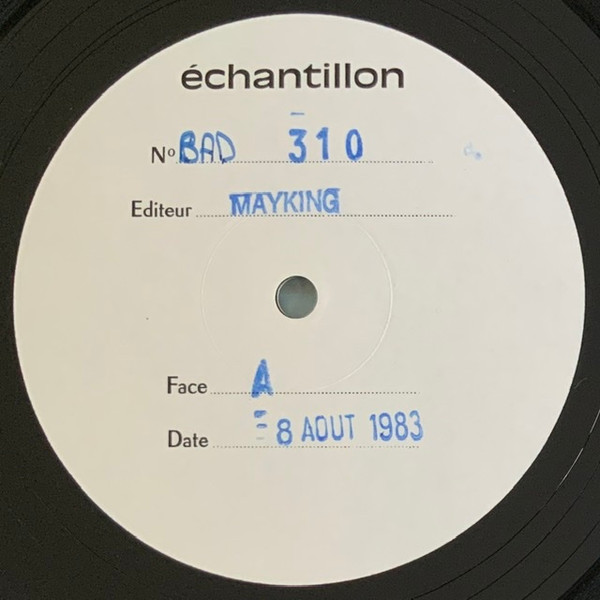 échantillon
Nº BAD 310
Editeur MAYKING
Face A
Date 8 AOUT 1983